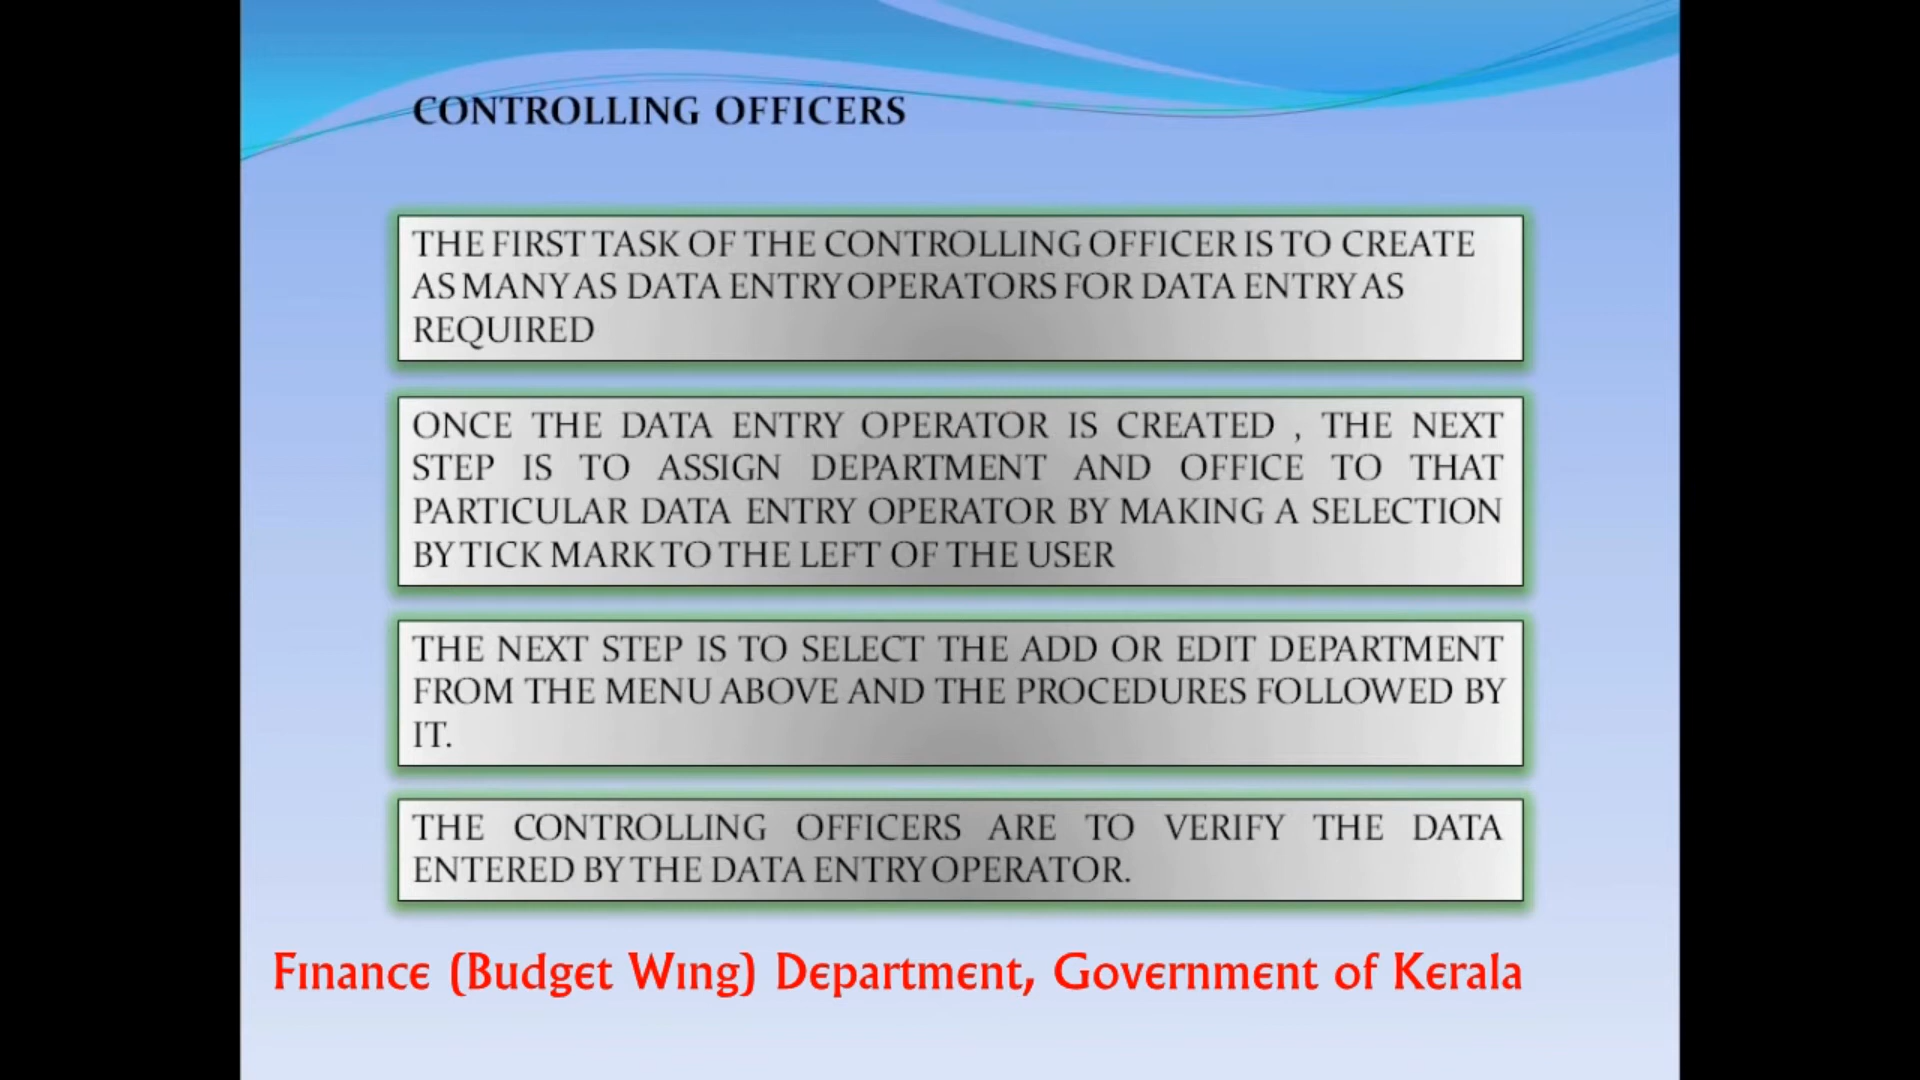 CONTROLLING OFFICERS
THE FIRST TASK OF THE CONTROLLING OFFICER IS TO CREATE
AS MANY AS DATA ENTRY OPERATORS FOR DATA ENTRY AS
REQUIRED
ONCE THE DATA ENTRY OPERATOR IS CREATED , THE NEXT
STEP IS TO ASSIGN DEPARTMENT AND OFFICE TO THAT
PARTICULAR DATA ENTRY OPERATOR BY MAKING A SELECTION
BY TICK MARK TO THE LEFT OF THE USER
THE NEXT STEP IS TO SELECT THE ADD OR EDIT DEPARTMENT
FROM THE MENU ABOVE AND THE PROCEDURES FOLLOWED BY
IT.
THE CONTROLLING OFFICERS ARE TO VERIFY THE DATA
ENTERED BY THE DATA ENTRY OPERATOR.
Finance (Budget Wing) Department, Government of Kerala